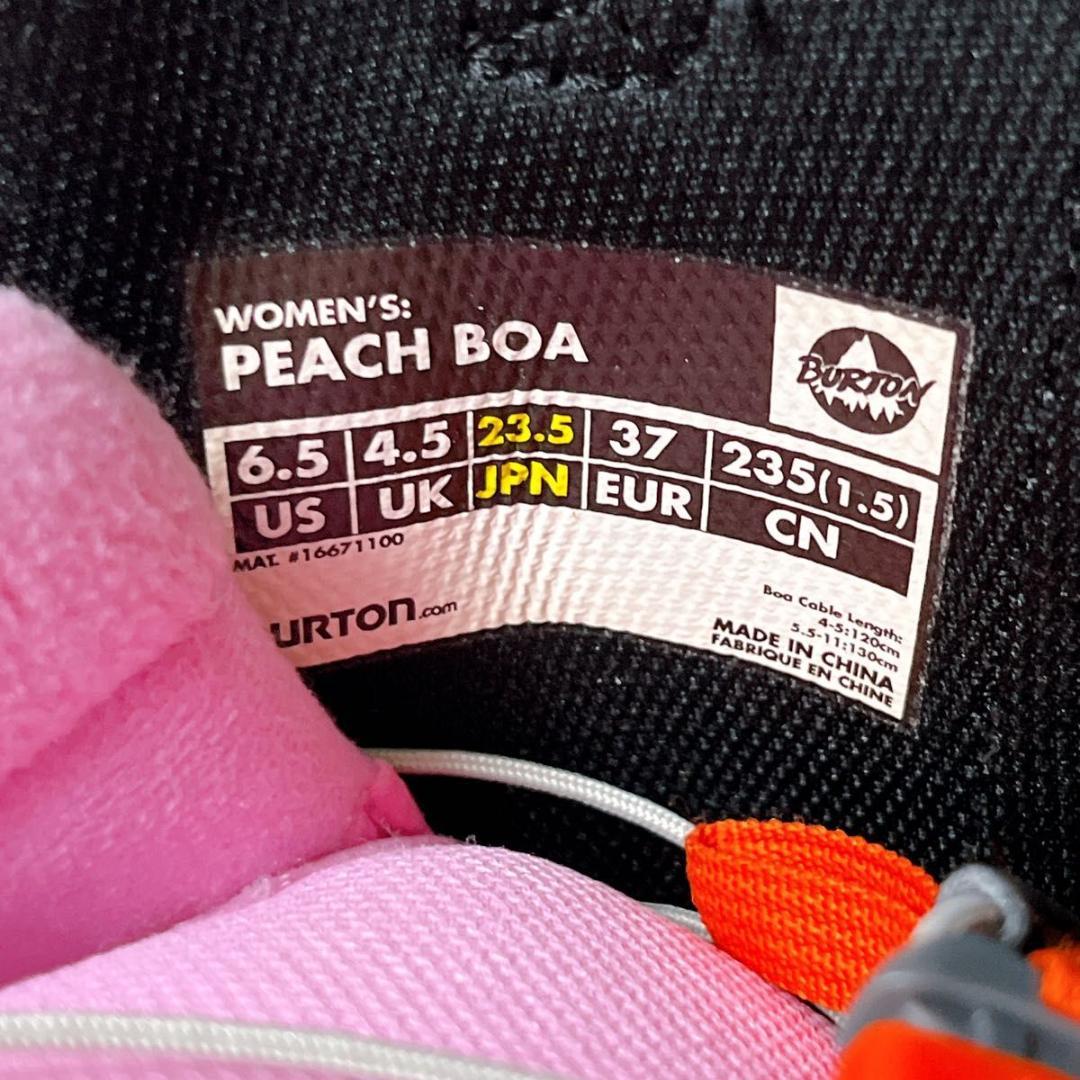 WOMEN'S:
PEACH BOA
BURTON
6.5 4.5 23.5 37 235(1.5)
US UK JPN EUR CN
MAT. #16671100
URTON.com
Boa Cable Length:
4-5:120cm
5.5-11:130cm
MADE IN CHINA
FABRIQUE EN CHINE